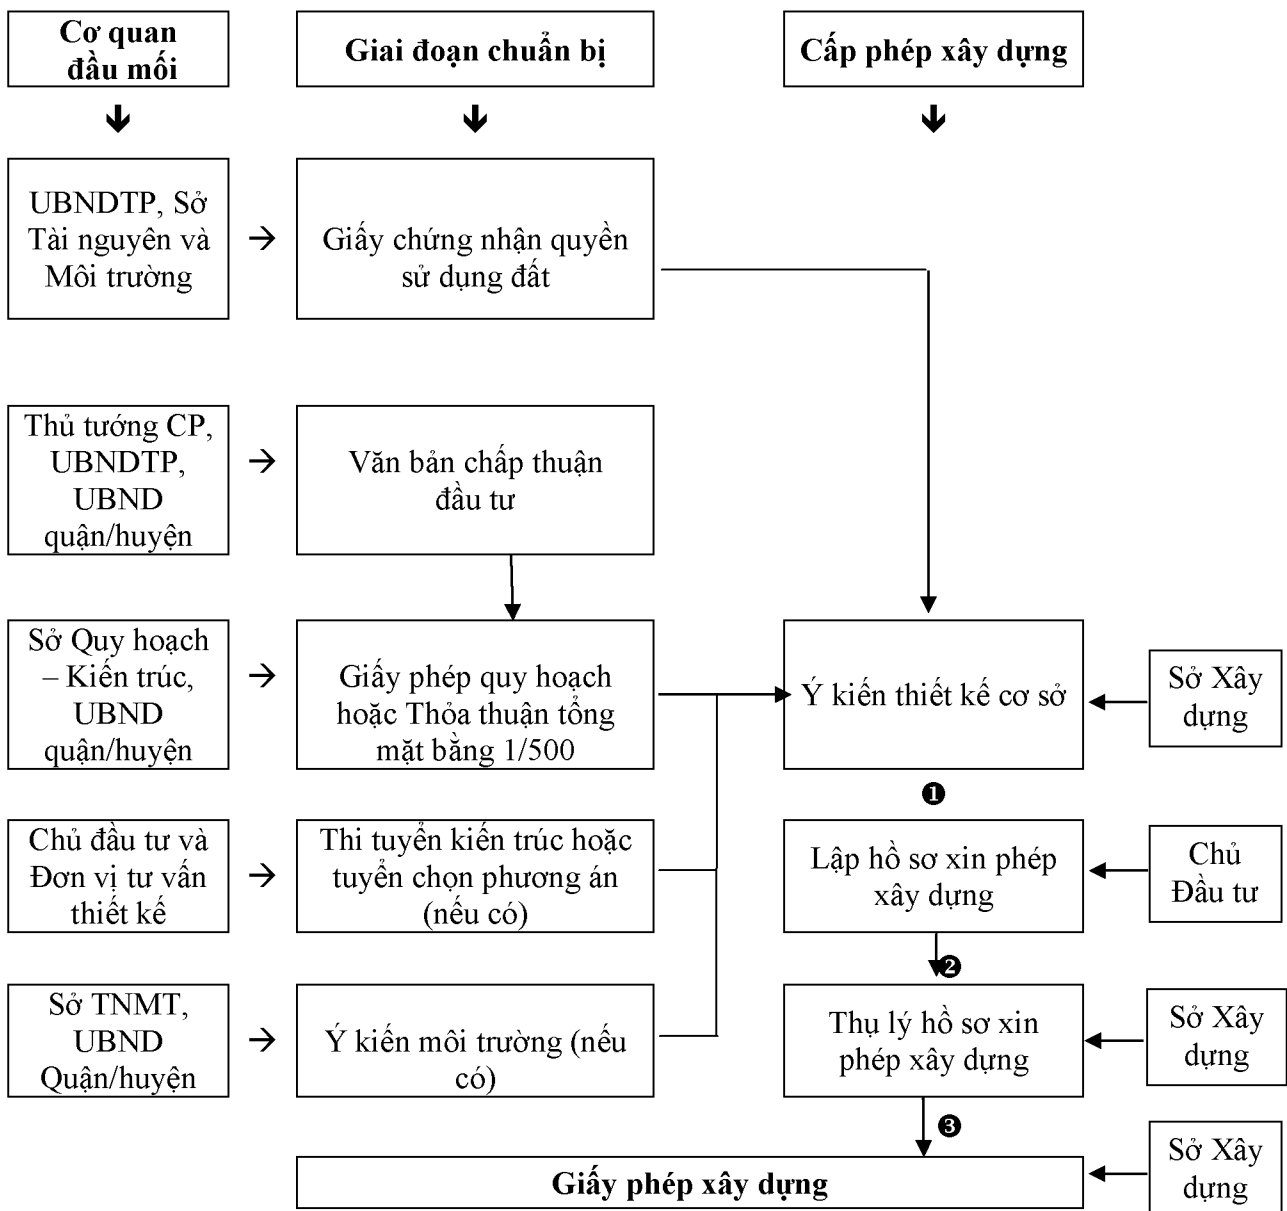 Cơ quan
đầu mối
Giai đoạn chuẩn bị
Cấp phép xây dựng
UBNDTP, Sở
Tài nguyên và
Môi trường
Giấy chứng nhận quyền
sử dụng đất
Thủ tướng CP,
UBNDTP,
UBND
quận/huyện
Văn bản chấp thuận
đầu tư
Sở Quy hoạch
– Kiến trúc,
UBND
quận/huyện
Giấy phép quy hoạch
hoặc Thỏa thuận tổng
mặt bằng 1/500
Ý kiến thiết kế cơ sở
Sở Xây
dựng
❶
Chủ đầu tư và
Đơn vị tư vấn
thiết kế
Thi tuyển kiến trúc hoặc
tuyển chọn phương án
(nếu có)
Lập hồ sơ xin phép
xây dựng
Chủ
Đầu tư
❷
Sở TNMT,
UBND
Quận/huyện
Ý kiến môi trường (nếu
có)
Thụ lý hồ sơ xin
phép xây dựng
Sở Xây
dựng
❸
Giấy phép xây dựng
Sở Xây
dựng